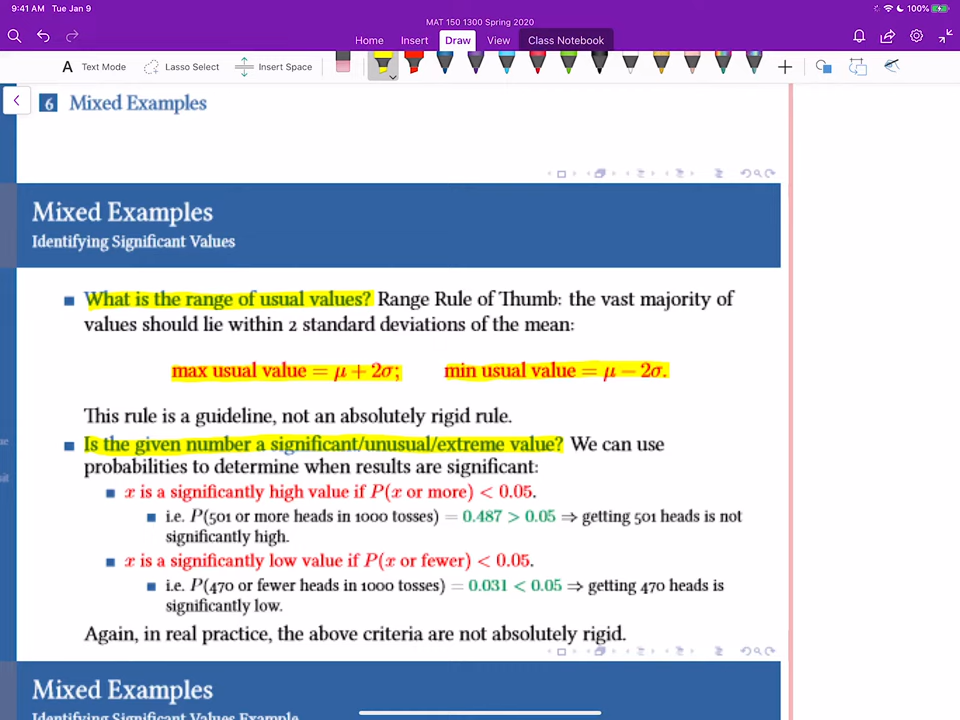 9:41 AM Tue Jan 9
100%
MAT 150 1300 Spring 2020
Home Insert Draw View Class Notebook
A Text Mode Lasso Select Insert Space
6 Mixed Examples
Mixed Examples
Identifying Significant Values
What is the range of usual values? Range Rule of Thumb: the vast majority of
values should lie within 2 standard deviations of the mean:
max usual value = μ + 2σ; min usual value = μ − 2σ.
This rule is a guideline, not an absolutely rigid rule.
Is the given number a significant/unusual/extreme value? We can use
probabilities to determine when results are significant:
x is a significantly high value if P(x or more) < 0.05.
i.e. P(501 or more heads in 1000 tosses) = 0.487 > 0.05 ⇒ getting 501 heads is not
significantly high.
x is a significantly low value if P(x or fewer) < 0.05.
i.e. P(470 or fewer heads in 1000 tosses) = 0.031 < 0.05 ⇒ getting 470 heads is
significantly low.
Again, in real practice, the above criteria are not absolutely rigid.
Mixed Examples
Identifying Significant Values Example